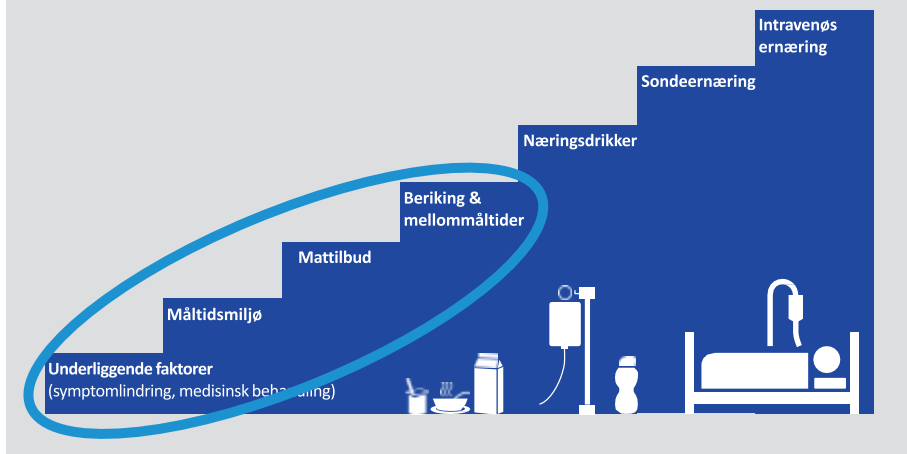 Intravenøs
ernæring
Sondeernæring
Næringsdrikker
Beriking &
mellommåltider
Mattilbud
Måltidsmiljø
Underliggende faktorer
(symptomlindring, medisinsk behandling)